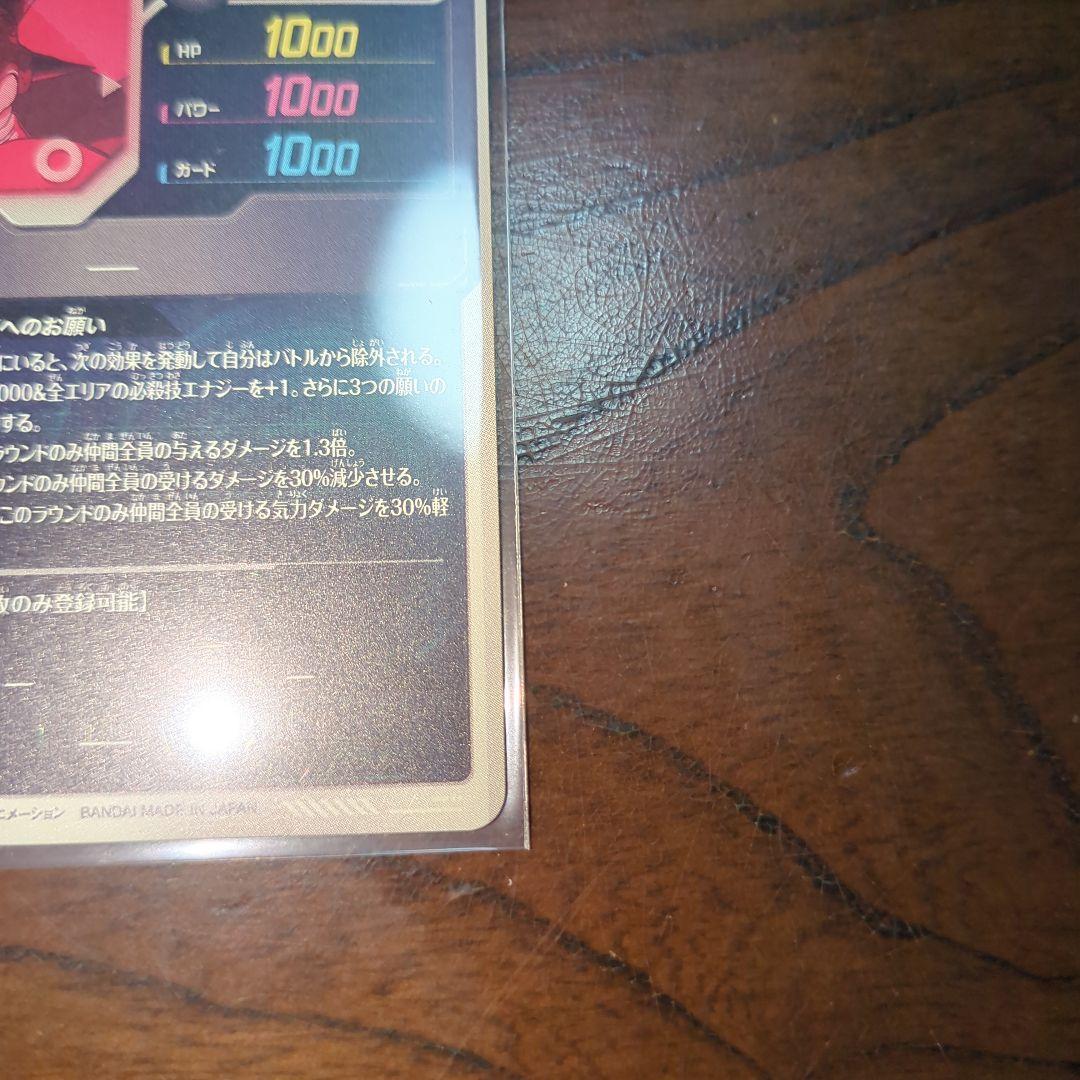 HP 1000
パワー 1000
ガード 1000
へのお願い
にいると、次の効果を発動して自分はバトルから除外される。
000&全エリアの必殺技エナジーを+1。さらに3つの願いの
する。
ラウンドのみ仲間全員の与えるダメージを1.3倍。
ウンドのみ仲間全員の受けるダメージを30%減少させる。
このラウンドのみ仲間全員の受ける気力ダメージを30%軽
のみ登録可能】
ニメーション BANDAI MADE IN JAPAN